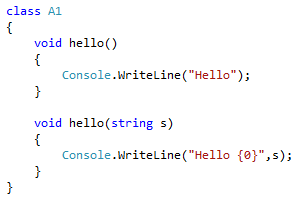 class A1
{
    void hello()
    {
        Console.WriteLine("Hello");
    }

    void hello(string s)
    {
        Console.WriteLine("Hello {0}",s);
    }
}